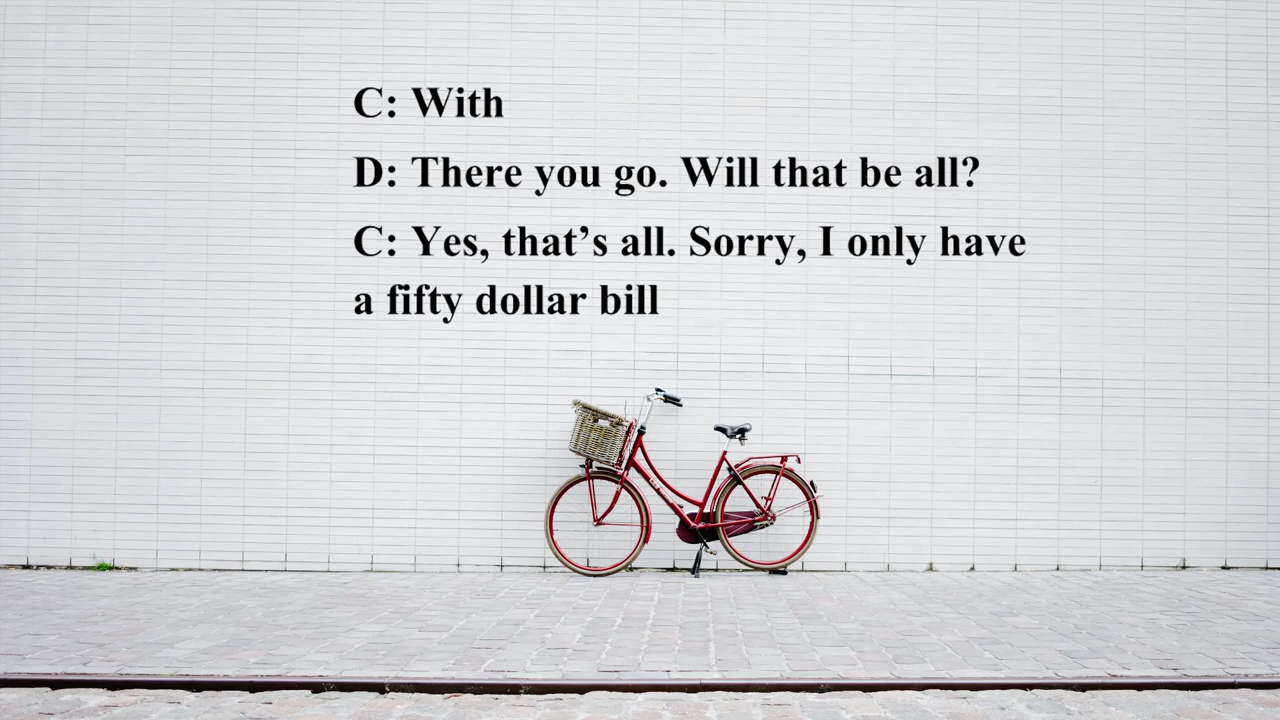 C: With
D: There you go. Will that be all?
C: Yes, that’s all. Sorry, I only have
a fifty dollar bill